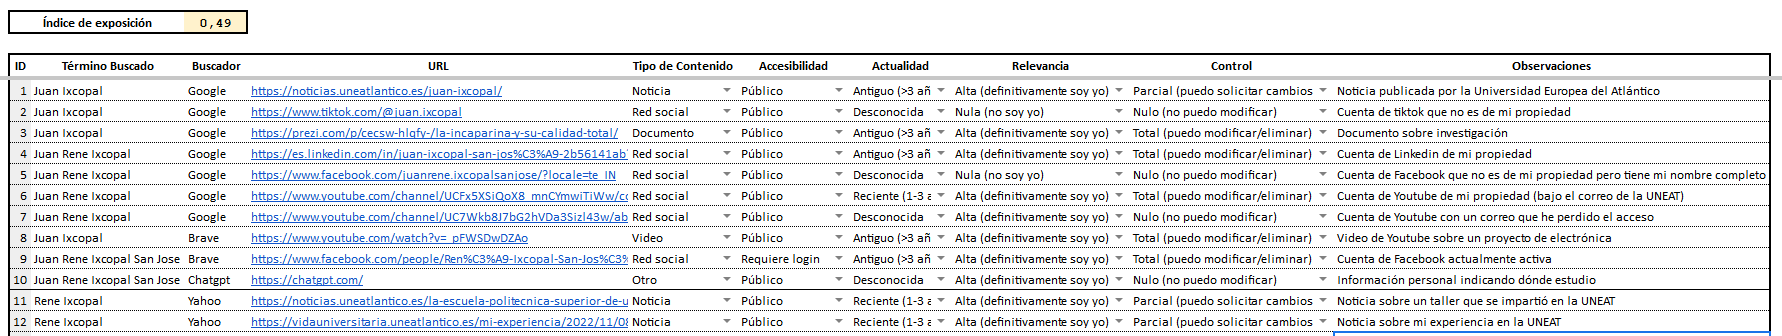 Índice de exposición 0,49
ID Término Buscado Buscador URL Tipo de Contenido Accesibilidad Actualidad Relevancia Control Observaciones
1 Juan Ixcopal Google https://noticias.uneatlantico.es/juan-ixcopal/ Noticia Público Antiguo (>3 añ Alta (definitivamente soy yo) Parcial (puedo solicitar cambios Noticia publicada por la Universidad Europea del Atlántico
2 Juan Ixcopal Google https://www.tiktok.com/@juan.ixcopal Red social Público Desconocida Nula (no soy yo) Nulo (no puedo modificar) Cuenta de tiktok que no es de mi propiedad
3 Juan Ixcopal Google https://prezi.com/p/cecsw-hlqfy-/la-incaparina-y-su-calidad-total/ Documento Público Antiguo (>3 añ Alta (definitivamente soy yo) Total (puedo modificar/eliminar) Documento sobre investigación
4 Juan Rene Ixcopal Google https://es.linkedin.com/in/juan-ixcopal-san-jos%C3%A9-2b56141ab Red social Público Antiguo (>3 añ Alta (definitivamente soy yo) Total (puedo modificar/eliminar) Cuenta de Linkedin de mi propiedad
5 Juan Rene Ixcopal Google https://www.facebook.com/juanrene.ixcopalsanjose/?locale=te_IN Red social Público Desconocida Nula (no soy yo) Nulo (no puedo modificar) Cuenta de Facebook que no es de mi propiedad pero tiene mi nombre completo
6 Juan Rene Ixcopal Google https://www.youtube.com/channel/UCFx5XSiQoX8_mnCYmwiTiWw/co Red social Público Reciente (1-3 a Alta (definitivamente soy yo) Total (puedo modificar/eliminar) Cuenta de Youtube de mi propiedad (bajo el correo de la UNEAT)
7 Juan Rene Ixcopal Google https://www.youtube.com/channel/UC7Wkb8J7bG2hVDa3Sizl43w/ab Red social Público Desconocida Alta (definitivamente soy yo) Nulo (no puedo modificar) Cuenta de Youtube con un correo que he perdido el acceso
8 Juan Ixcopal Brave https://www.youtube.com/watch?v=_pFWSDwDZAo Video Público Antiguo (>3 añ Alta (definitivamente soy yo) Total (puedo modificar/eliminar) Video de Youtube sobre un proyecto de electrónica
9 Juan Rene Ixcopal San Jose Brave https://www.facebook.com/people/Ren%C3%A9-Ixcopal-San-Jos%C3% Red social Requiere login Antiguo (>3 añ Alta (definitivamente soy yo) Total (puedo modificar/eliminar) Cuenta de Facebook actualmente activa
10 Juan Rene Ixcopal San Jose Chatgpt https://chatgpt.com/ Otro Público Desconocida Alta (definitivamente soy yo) Nulo (no puedo modificar) Información personal indicando dónde estudio
11 Rene Ixcopal Yahoo https://noticias.uneatlantico.es/la-escuela-politecnica-superior-de-u Noticia Público Reciente (1-3 a Alta (definitivamente soy yo) Parcial (puedo solicitar cambios Noticia sobre un taller que se impartió en la UNEAT
12 Rene Ixcopal Yahoo https://vidauniversitaria.uneatlantico.es/mi-experiencia/2022/11/08 Noticia Público Reciente (1-3 a Alta (definitivamente soy yo) Parcial (puedo solicitar cambios Noticia sobre mi experiencia en la UNEAT